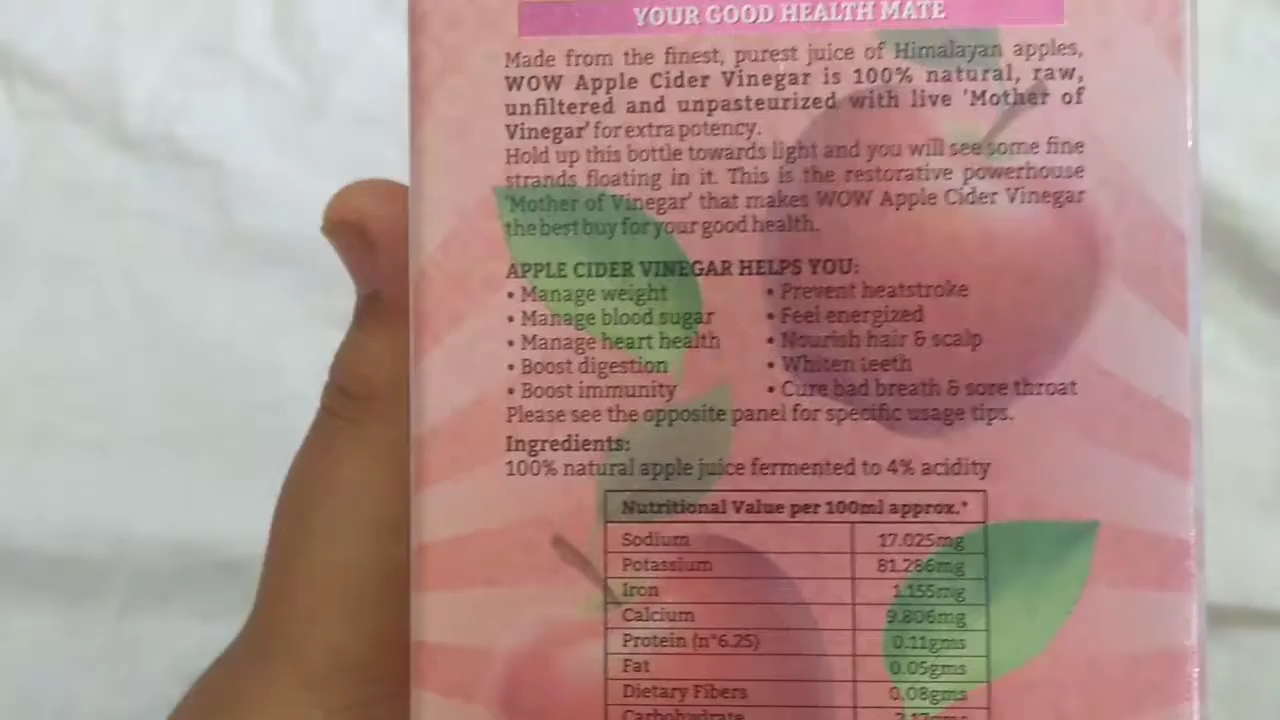 YOUR GOOD HEALTH MATE
Made from the finest, purest juice of Himalayan apples,
WOW Apple Cider Vinegar is 100% natural, raw,
unfiltered and unpasteurized with live 'Mother of
Vinegar' for extra potency.
Hold up this bottle towards light and you will see some fine
strands floating in it. This is the restorative powerhouse
'Mother of Vinegar' that makes WOW Apple Cider Vinegar
the best buy for your good health.
APPLE CIDER VINEGAR HELPS YOU:
• Manage weight • Prevent heatstroke
• Manage blood sugar • Feel energized
• Manage heart health • Nourish hair & scalp
• Boost digestion • Whiten teeth
• Boost immunity • Cure bad breath & sore throat
Please see the opposite panel for specific usage tips.
Ingredients:
100% natural apple juice fermented to 4% acidity
Nutritional Value per 100ml approx.*
Sodium 17.025mg
Potassium 81.286mg
Iron 1.155mg
Calcium 9.806mg
Protein (n*6.25) 0.11gms
Fat 0.05gms
Dietary Fibers 0.08gms
Carbohydrate